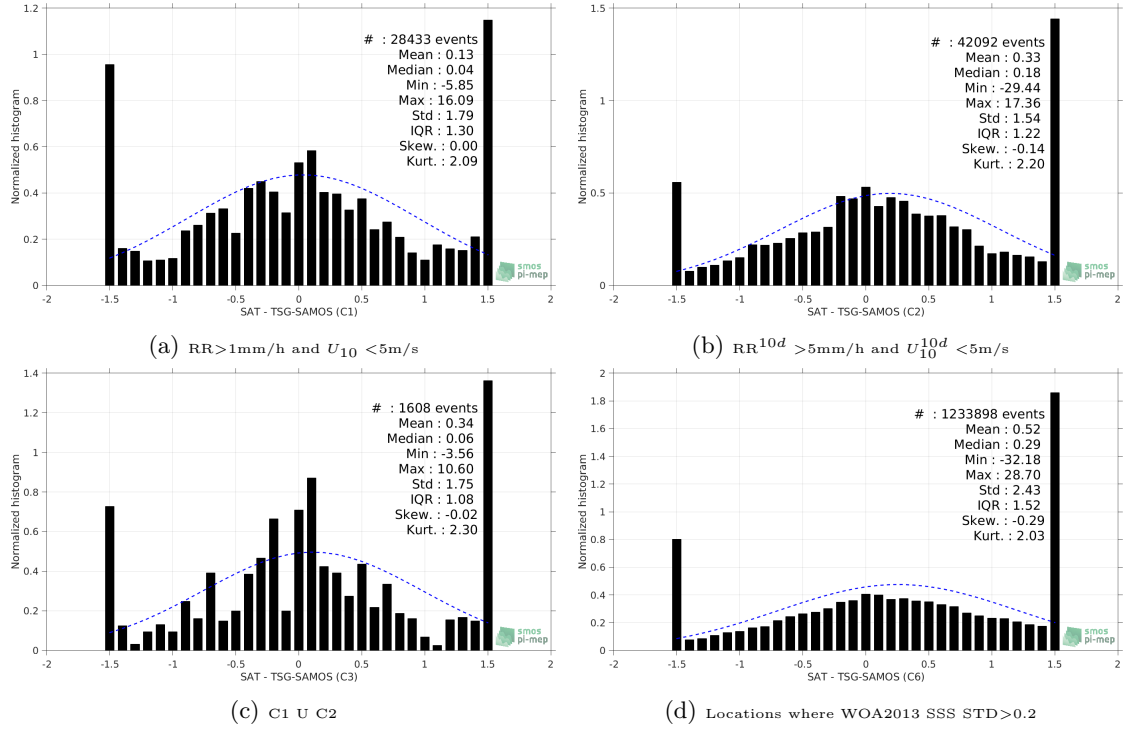 # : 28433 events
Mean : 0.13
Median : 0.04
Min : -5.85
Max : 16.09
Std : 1.79
IQR : 1.30
Skew. : 0.00
Kurt. : 2.09
Normalized histogram
1.2
1
0.8
0.6
0.4
0.2
0
-2 -1.5 -1 -0.5 0 0.5 1 1.5 2
SAT - TSG-SAMOS (C1)
smos
pi-mep
(a) RR>1mm/h and U10 <5m/s
# : 42092 events
Mean : 0.33
Median : 0.18
Min : -29.44
Max : 17.36
Std : 1.54
IQR : 1.22
Skew. : -0.14
Kurt. : 2.20
Normalized histogram
1.5
1
0.5
0
-2 -1.5 -1 -0.5 0 0.5 1 1.5 2
SAT - TSG-SAMOS (C2)
smos
pi-mep
(b) RR10d >5mm/h and U10d10 <5m/s
# : 1608 events
Mean : 0.34
Median : 0.06
Min : -3.56
Max : 10.60
Std : 1.75
IQR : 1.08
Skew. : -0.02
Kurt. : 2.30
Normalized histogram
1.4
1.2
1
0.8
0.6
0.4
0.2
0
-2 -1.5 -1 -0.5 0 0.5 1 1.5 2
SAT - TSG-SAMOS (C3)
smos
pi-mep
(c) C1 U C2
# : 1233898 events
Mean : 0.52
Median : 0.29
Min : -32.18
Max : 28.70
Std : 2.43
IQR : 1.52
Skew. : -0.29
Kurt. : 2.03
Normalized histogram
2
1.8
1.6
1.4
1.2
1
0.8
0.6
0.4
0.2
0
-2 -1.5 -1 -0.5 0 0.5 1 1.5 2
SAT - TSG-SAMOS (C6)
smos
pi-mep
(d) Locations where WOA2013 SSS STD>0.2